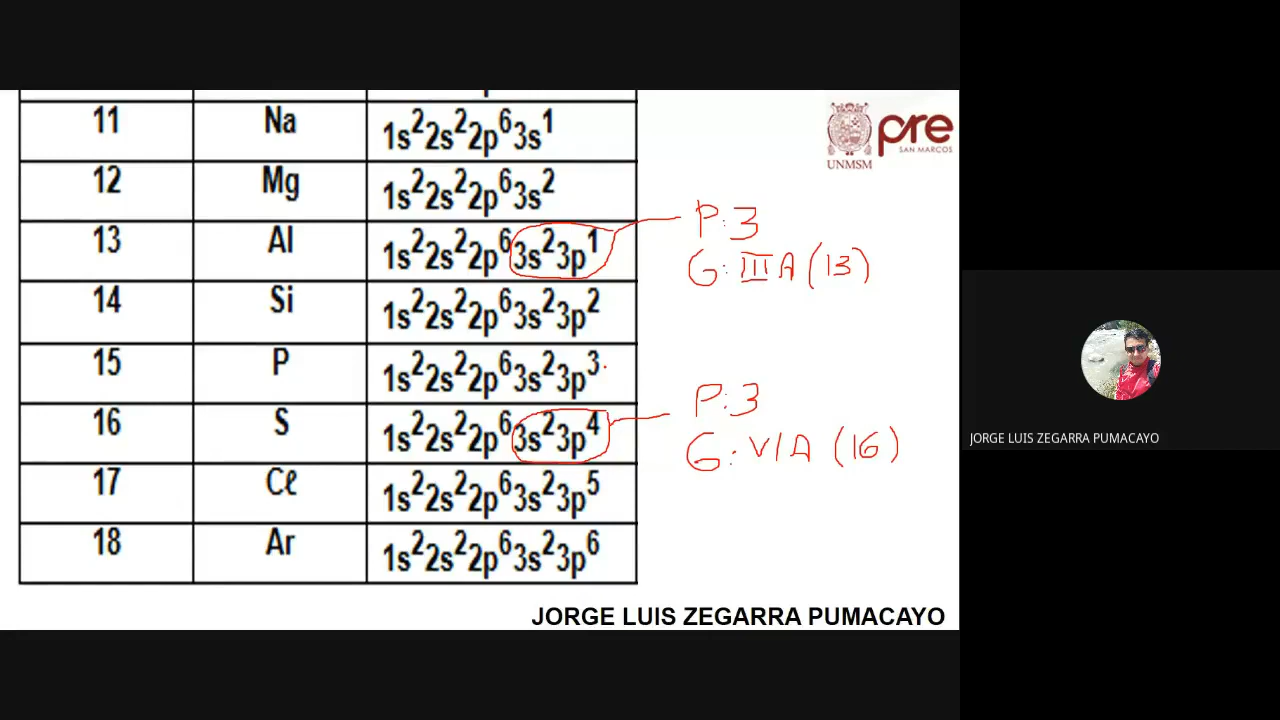 11 Na 1s²2s²2p⁶3s¹
12 Mg 1s²2s²2p⁶3s²
13 Al 1s²2s²2p⁶3s²3p¹
14 Si 1s²2s²2p⁶3s²3p²
15 P 1s²2s²2p⁶3s²3p³
16 S 1s²2s²2p⁶3s²3p⁴
17 Cℓ 1s²2s²2p⁶3s²3p⁵
18 Ar 1s²2s²2p⁶3s²3p⁶
P: 3
G: III A (13)
P: 3
G: VIA (16)
UNMSM
pre
SAN MARCOS
JORGE LUIS ZEGARRA PUMACAYO
JORGE LUIS ZEGARRA PUMACAYO